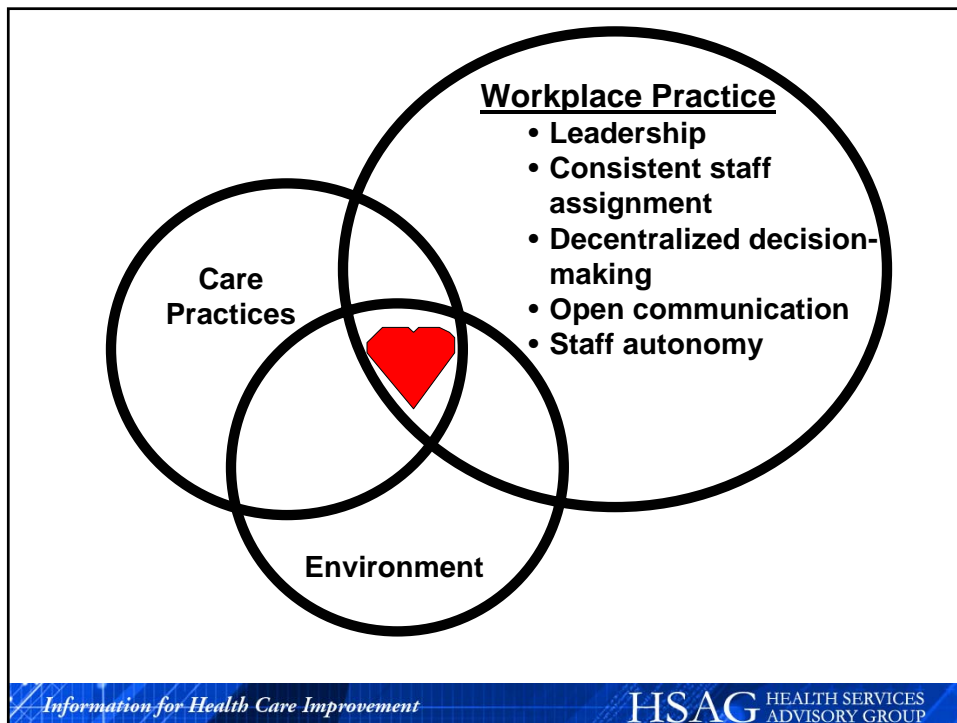 Workplace Practice
• Leadership
• Consistent staff
assignment
• Decentralized decision-
making
• Open communication
• Staff autonomy
Care
Practices
Environment
Information for Health Care Improvement
HSAG HEALTH SERVICES
ADVISORY GROUP